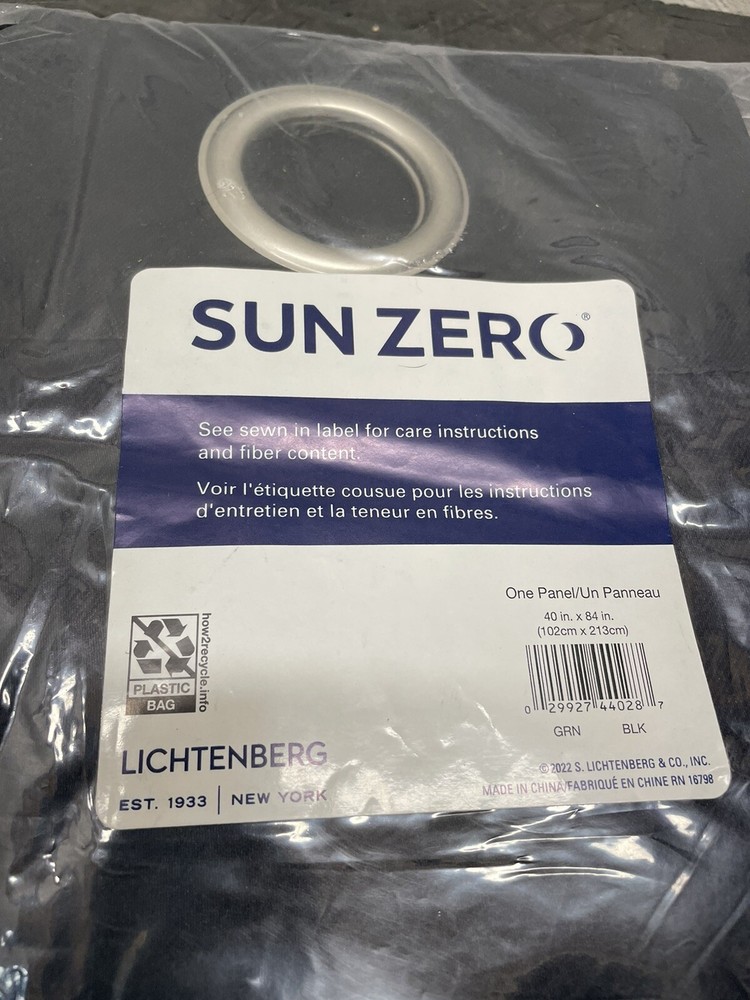 SUN ZERO®
See sewn in label for care instructions
and fiber content.
Voir l'étiquette cousue pour les instructions
d'entretien et la teneur en fibres.
One Panel/Un Panneau
40 in. x 84 in.
(102cm x 213cm)
0 29927 44028 7
GRN BLK
how2recycle.info
PLASTIC
BAG
LICHTENBERG
EST. 1933 | NEW YORK
©2022 S. LICHTENBERG & CO., INC.
MADE IN CHINA/FABRIQUÉ EN CHINE RN 16798